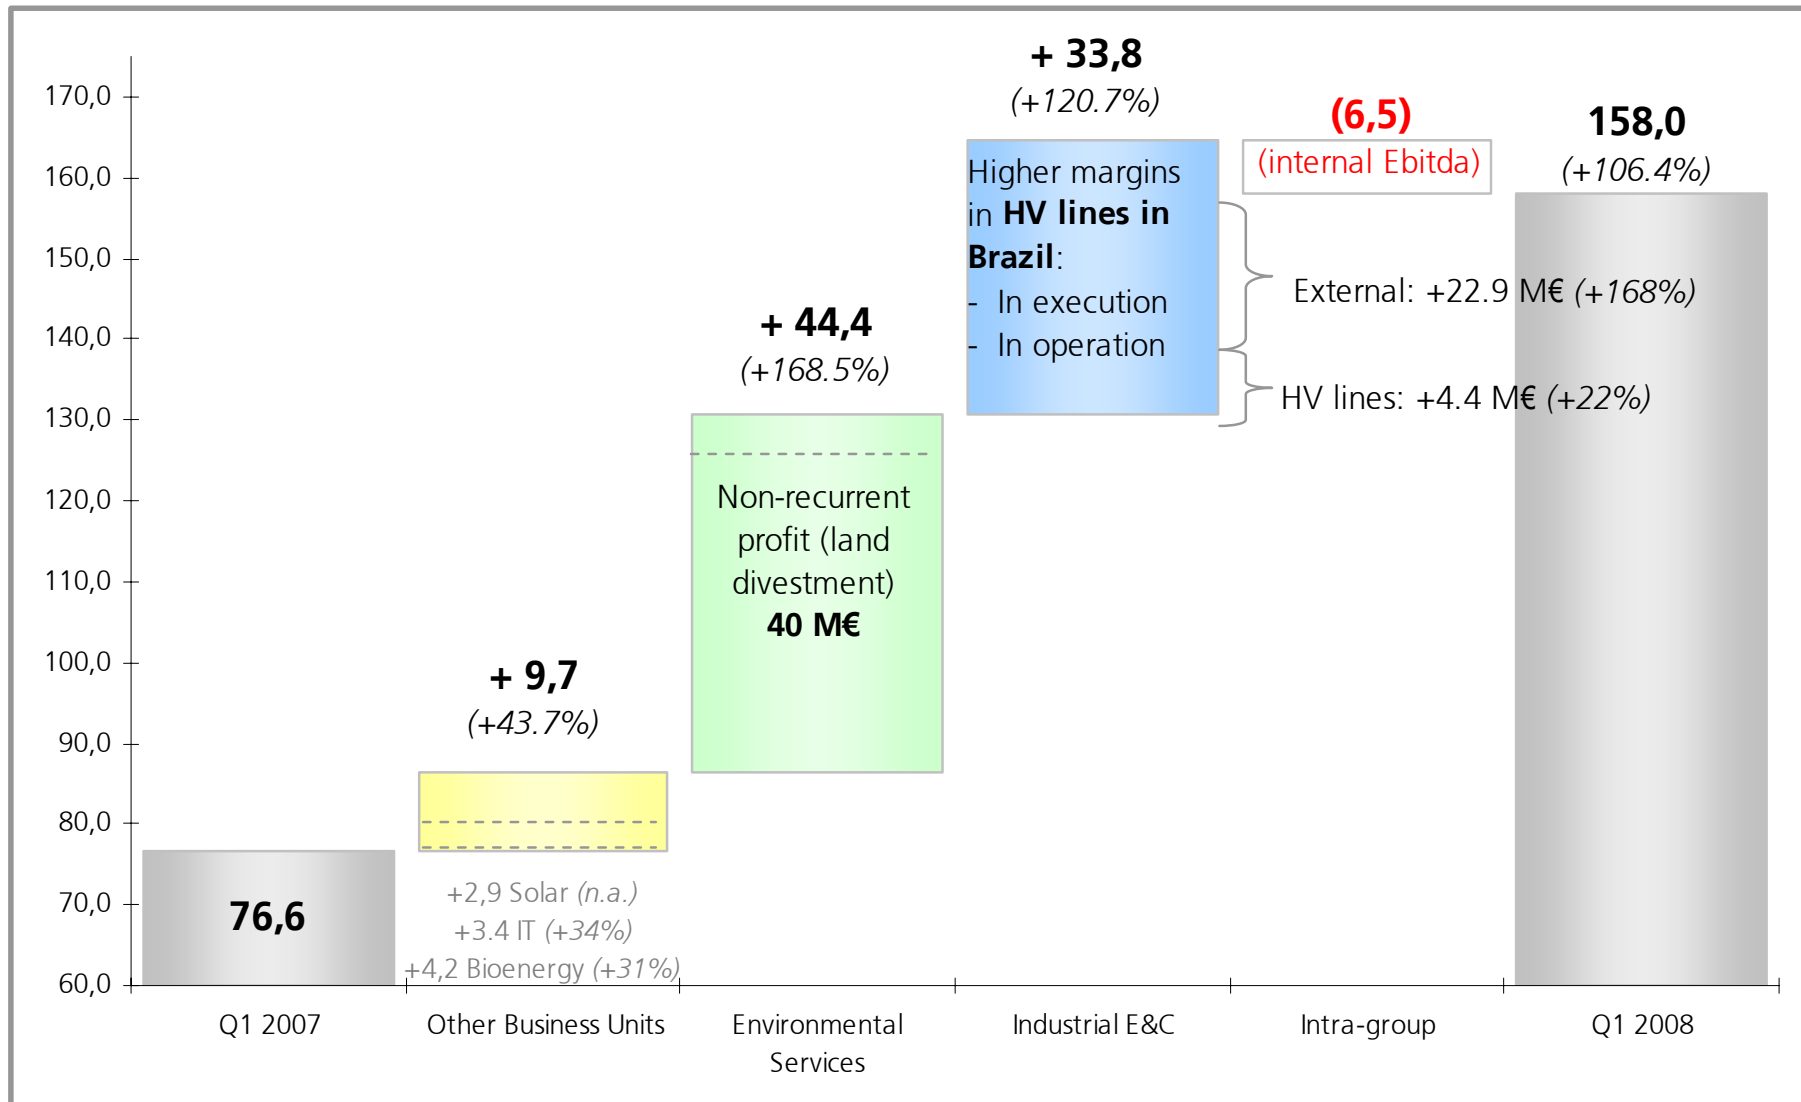 170,0
160,0
150,0
140,0
130,0
120,0
110,0
100,0
90,0
80,0
70,0
60,0
76,6
+ 9,7
(+43.7%)
+2,9 Solar (n.a.)
+3.4 IT (+34%)
+4,2 Bioenergy (+31%)
+ 44,4
(+168.5%)
Non-recurrent
profit (land
divestment)
40 M€
+ 33,8
(+120.7%)
Higher margins
in HV lines in
Brazil:
- In execution
- In operation
(6,5)
(internal Ebitda)
External: +22.9 M€ (+168%)
HV lines: +4.4 M€ (+22%)
158,0
(+106.4%)
Q1 2007
Other Business Units
Environmental
Services
Industrial E&C
Intra-group
Q1 2008